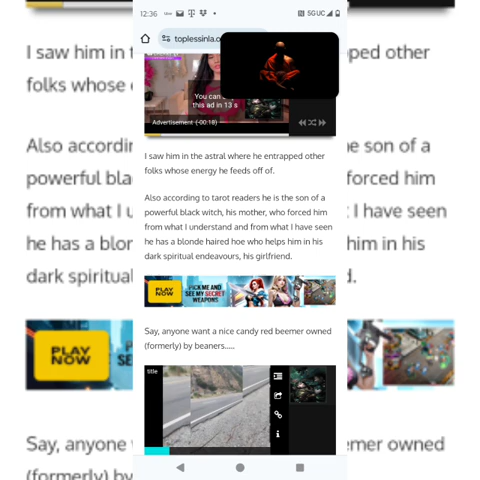 12:36
5G UC
toplessinla.o
You can
this ad in 13 s
Advertisement (-00:18)
I saw him in the astral where he entrapped other
folks whose energy he feeds off of.
Also according to tarot readers he is the son of a
powerful black witch, his mother, who forced him
from what I understand and from what I have seen
he has a blonde haired hoe who helps him in his
dark spiritual endeavours, his girlfriend.
PLAY
NOW
PICK ME AND
SEE MY SECRET
WEAPONS
Say, anyone want a nice candy red beemer owned
(formerly) by beaners.....
title